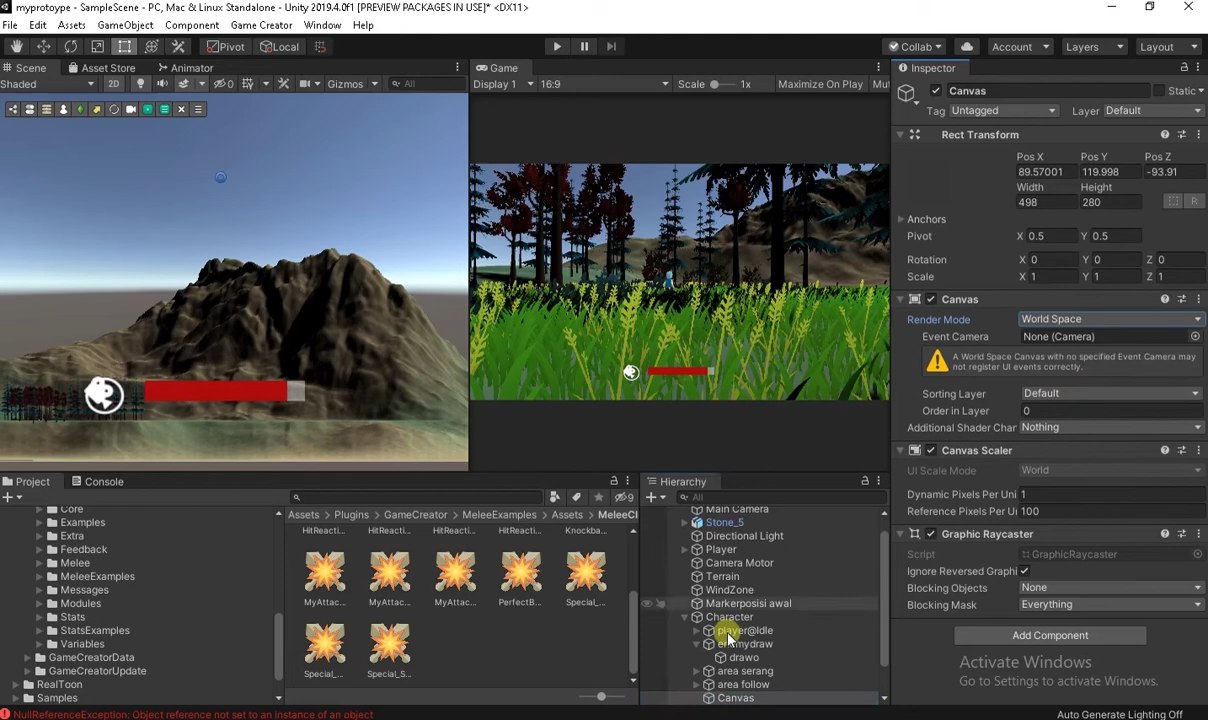 myprotoype - SampleScene - PC, Mac & Linux Standalone - Unity 2019.4.0f1 [PREVIEW PACKAGES IN USE]* <DX11>
File Edit Assets GameObject Component Game Creator Window Help
Pivot Local Collab Account Layers Layout
Scene Asset Store Animator
Shaded 2D 0 Gizmos All
Game
Display 1 16:9 Scale 1x Maximize On Play Mut
Inspector
Canvas Static
Tag Untagged Layer Default
Rect Transform
Pos X Pos Y Pos Z
89.57001 119.998 -93.91
Width Height
498 280 R
Anchors
Pivot X 0.5 Y 0.5
Rotation X 0 Y 0 Z 0
Scale X 1 Y 1 Z 1
Canvas
Render Mode World Space
Event Camera None (Camera)
A World Space Canvas with no specified Event Camera may
not register UI events correctly.
Sorting Layer Default
Order in Layer 0
Additional Shader Char Nothing
Canvas Scaler
UI Scale Mode World
Dynamic Pixels Per Uni 1
Reference Pixels Per U 100
Graphic Raycaster
Script GraphicRaycaster
Ignore Reversed Graphi
Blocking Objects None
Blocking Mask Everything
Add Component
Activate Windows
Go to Settings to activate Windows.
Project Console
9
Core
Examples
Extra
Feedback
Melee
MeleeExamples
Messages
Modules
Stats
StatsExamples
Variables
GameCreatorData
GameCreatorUpdate
RealToon
Samples
Assets Plugins GameCreator MeleeExamples Assets MeleeCl
HitReacti... HitReacti... HitReacti... HitReacti... Knockba...
MyAttac... MyAttac... MyAttac... PerfectB... Special_...
Special_... Special_S...
Hierarchy
All
Main Camera
Stone_5
Directional Light
Player
Camera Motor
Terrain
WindZone
Markerposisi awal
Character
player@Idle
drawo
area serang
area follow
Canvas
NullReferenceException: Object reference not set to an instance of an object
Auto Generate Lighting Off